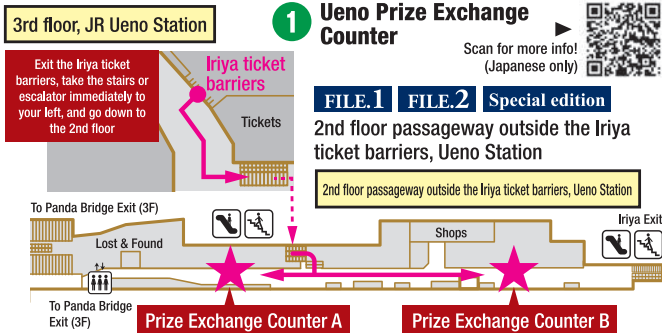 3rd floor, JR Ueno Station
Exit the Iriya ticket
barriers, take the stairs or
escalator immediately to
your left, and go down to
the 2nd floor
Iriya ticket
barriers
Tickets
1 Ueno Prize Exchange
Counter
Scan for more info!
(Japanese only)
FILE.1 FILE.2 Special edition
2nd floor passageway outside the Iriya
ticket barriers, Ueno Station
2nd floor passageway outside the Iriya ticket barriers, Ueno Station
To Panda Bridge Exit (3F)
Lost & Found
Shops
Iriya Exit
To Panda Bridge
Exit (3F)
Prize Exchange Counter A
Prize Exchange Counter B